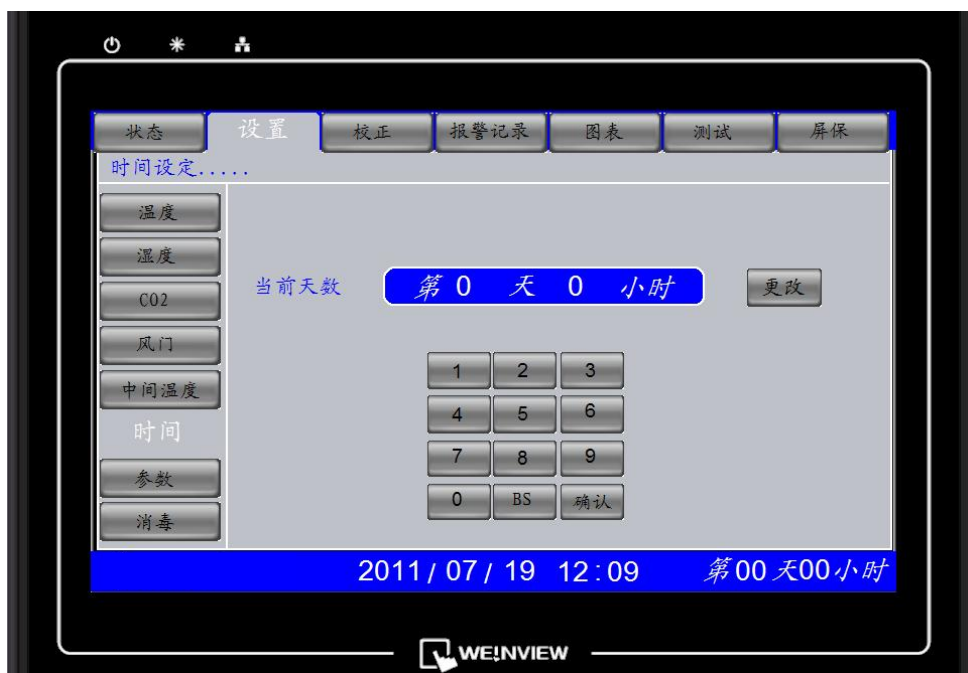 状态 设置 校正 报警记录 图表 测试 屏保
时间设定.....
温度
湿度
CO2
风门
中间温度
时间
参数
消毒
当前天数 第 0 天 0 小时 更改
1 2 3
4 5 6
7 8 9
0 BS 确认
2011/ 07/ 19 12:09 第00天00小时
WE!NVIEW